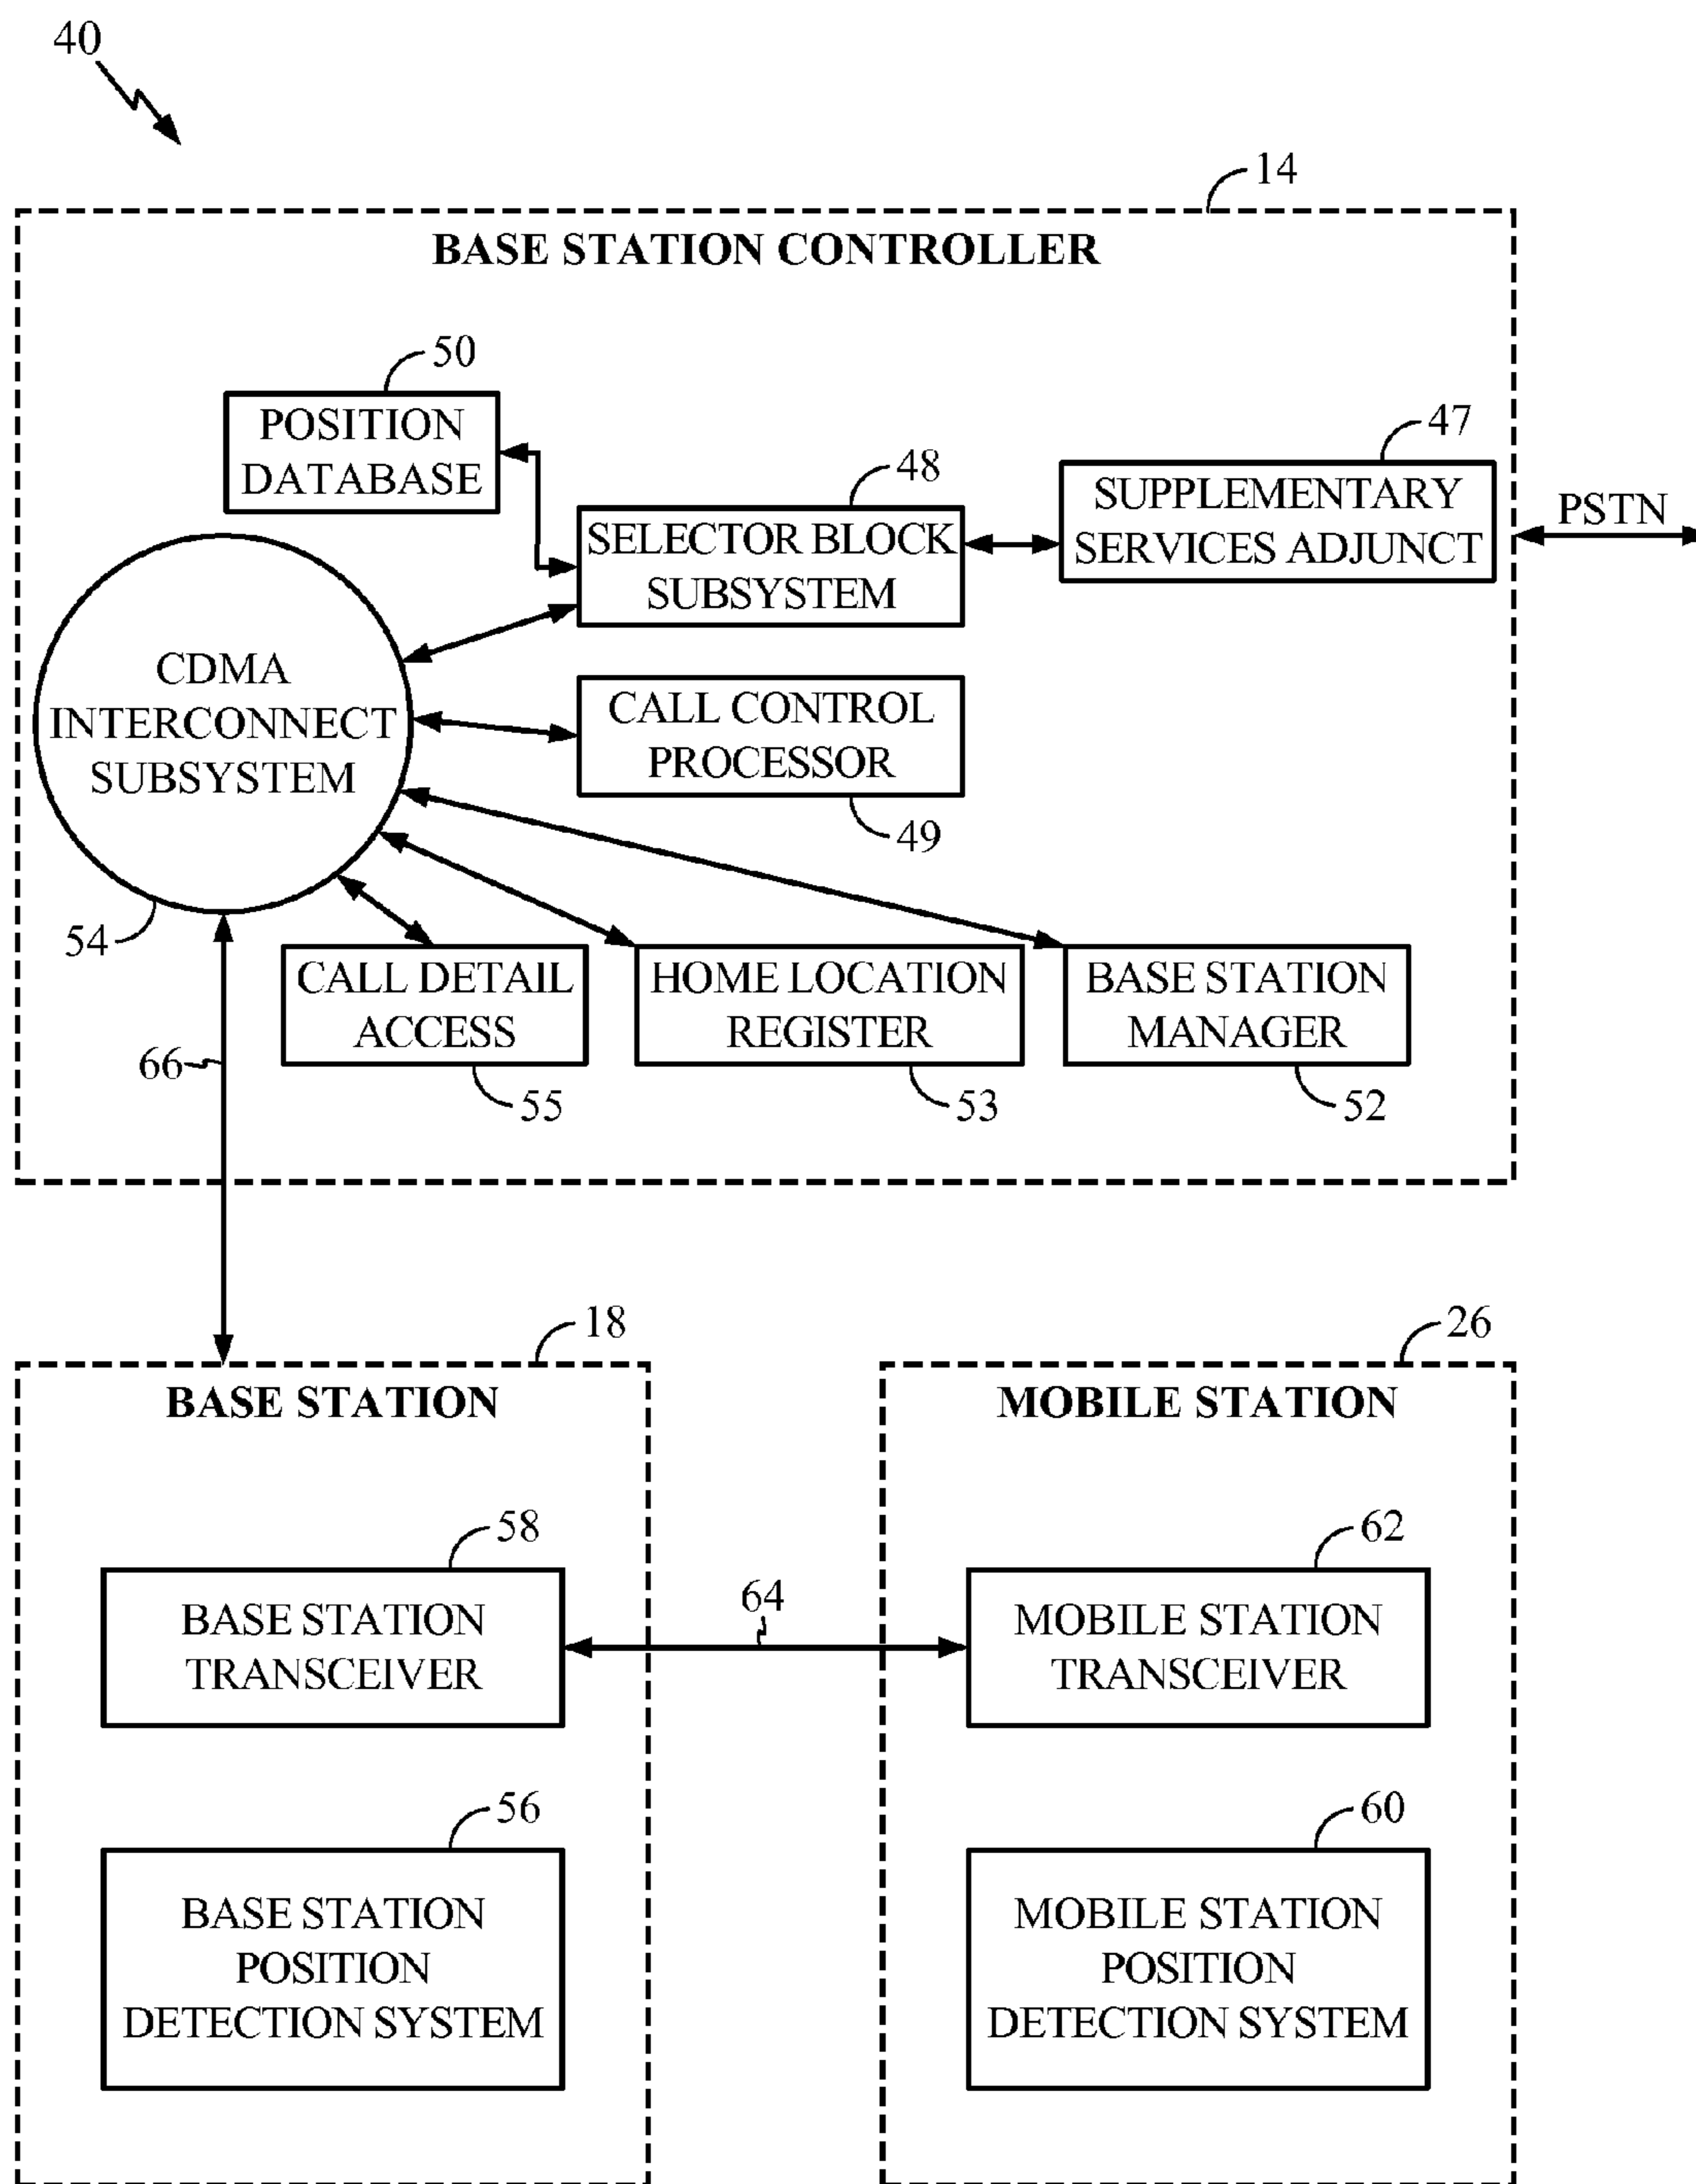 40
14
BASE STATION CONTROLLER
50
POSITION
DATABASE
47
SUPPLEMENTARY
SERVICES ADJUNCT
PSTN
48
SELECTOR BLOCK
SUBSYSTEM
CDMA
INTERCONNECT
SUBSYSTEM
CALL CONTROL
PROCESSOR
49
54
CALL DETAIL
ACCESS
HOME LOCATION
REGISTER
BASE STATION
MANAGER
66
55
53
52
18
26
BASE STATION
MOBILE STATION
58
62
BASE STATION
TRANSCEIVER
64
MOBILE STATION
TRANSCEIVER
56
60
BASE STATION
POSITION
DETECTION SYSTEM
MOBILE STATION
POSITION
DETECTION SYSTEM